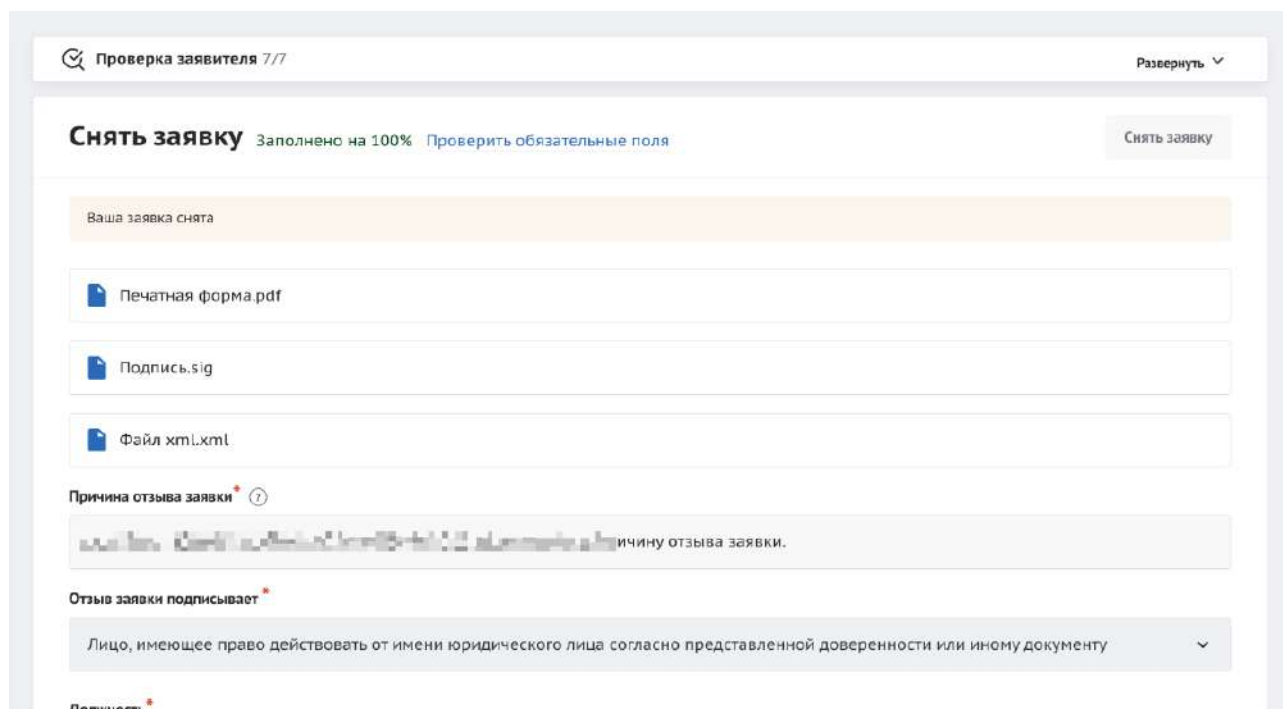 Проверка заявителя 7/7
Развернуть
Снять заявку Заполнено на 100% Проверить обязательные поля
Снять заявку
Ваша заявка снята
Печатная форма.pdf
Подпись.sig
Файл xml.xml
Причина отзыва заявки* ?
ичину отзыва заявки.
Отзыв заявки подписывает*
Лицо, имеющее право действовать от имени юридического лица согласно представленной доверенности или иному документу